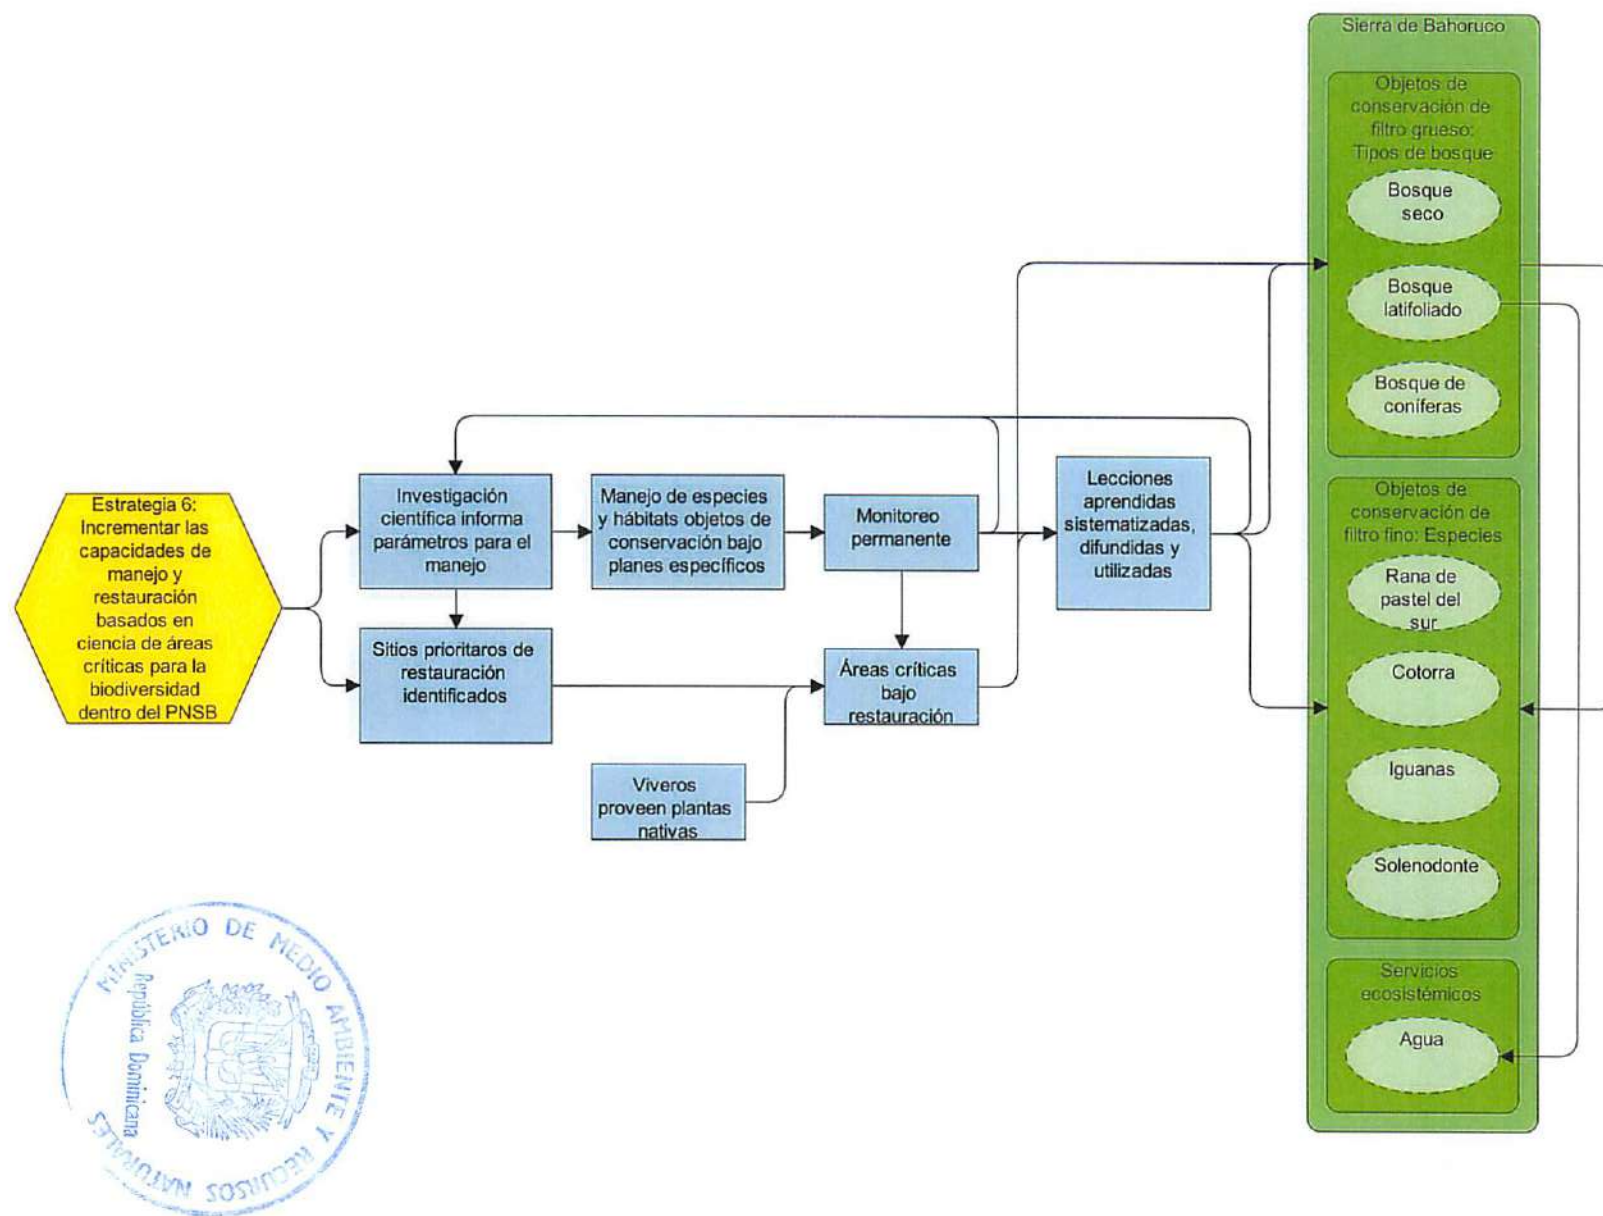 Estrategia 6:
Incrementar las
capacidades de
manejo y
restauración
basados en
ciencia de áreas
críticas para la
biodiversidad
dentro del PNSB
Investigación
científica informa
parámetros para el
manejo
Manejo de especies
y hábitats objetos de
conservación bajo
planes específicos
Monitoreo
permanente
Lecciones
aprendidas
sistematizadas,
difundidas y
utilizadas
Sitios prioritaros de
restauración
identificados
Áreas críticas
bajo
restauración
Viveros
proveen plantas
nativas
Sierra de Bahoruco
Objetos de
conservación de
filtro grueso:
Tipos de bosque
Bosque
seco
Bosque
latifoliado
Bosque de
coníferas
Objetos de
conservación de
filtro fino: Especies
Rana de
pastel del
sur
Cotorra
Iguanas
Solenodonte
Servicios
ecosistémicos
Agua
MINISTERIO DE MEDIO AMBIENTE Y RECURSOS NATURALES
República Dominicana